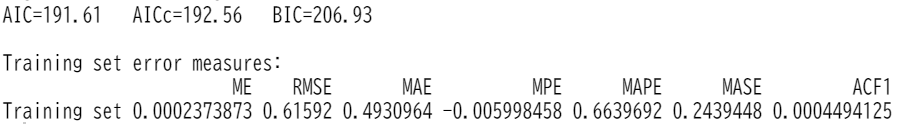 AIC=191.61   AICc=192.56   BIC=206.93
Training set error measures:
ME    RMSE       MAE          MPE      MAPE      MASE         ACF1
Training set 0.0002373873 0.61592 0.4930964 -0.005998458 0.6639692 0.2439448 0.0004494125